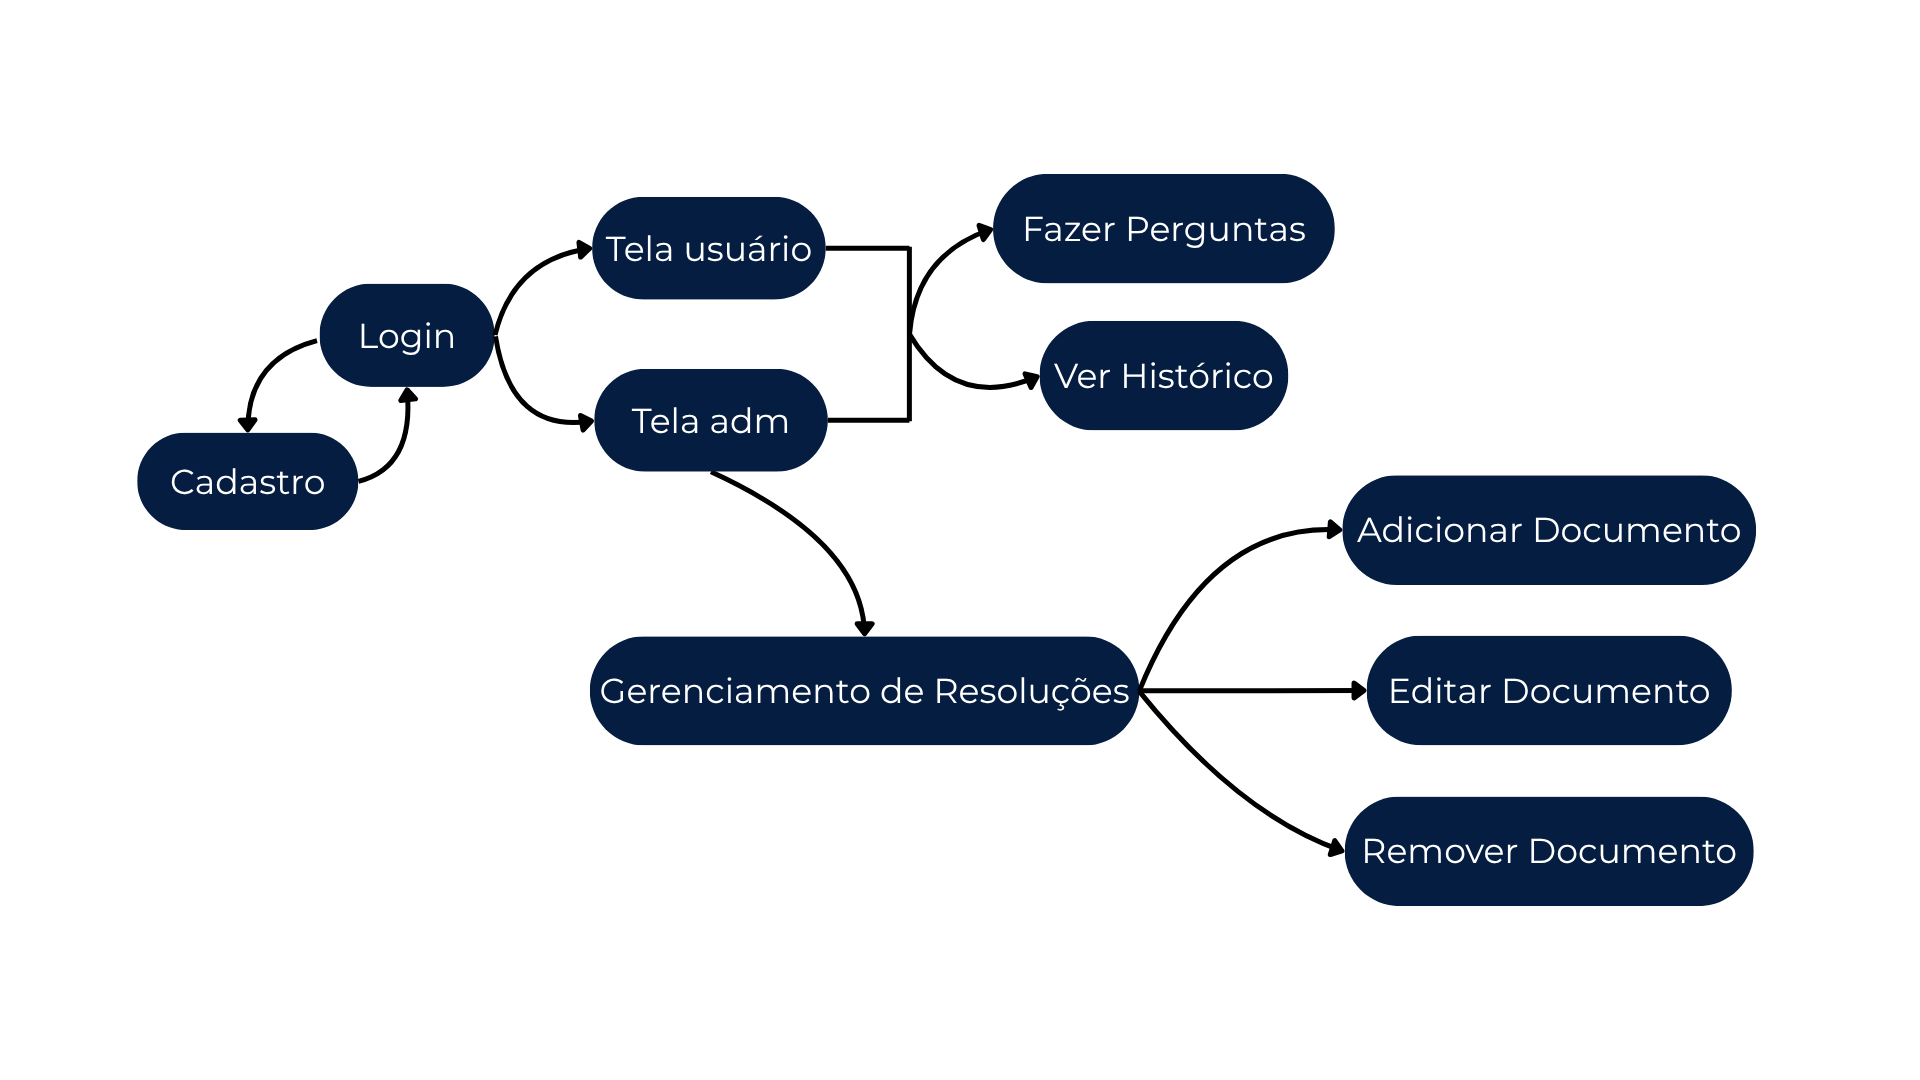 Login
Cadastro
Tela usuário
Tela adm
Fazer Perguntas
Ver Histórico
Gerenciamento de Resoluções
Adicionar Documento
Editar Documento
Remover Documento